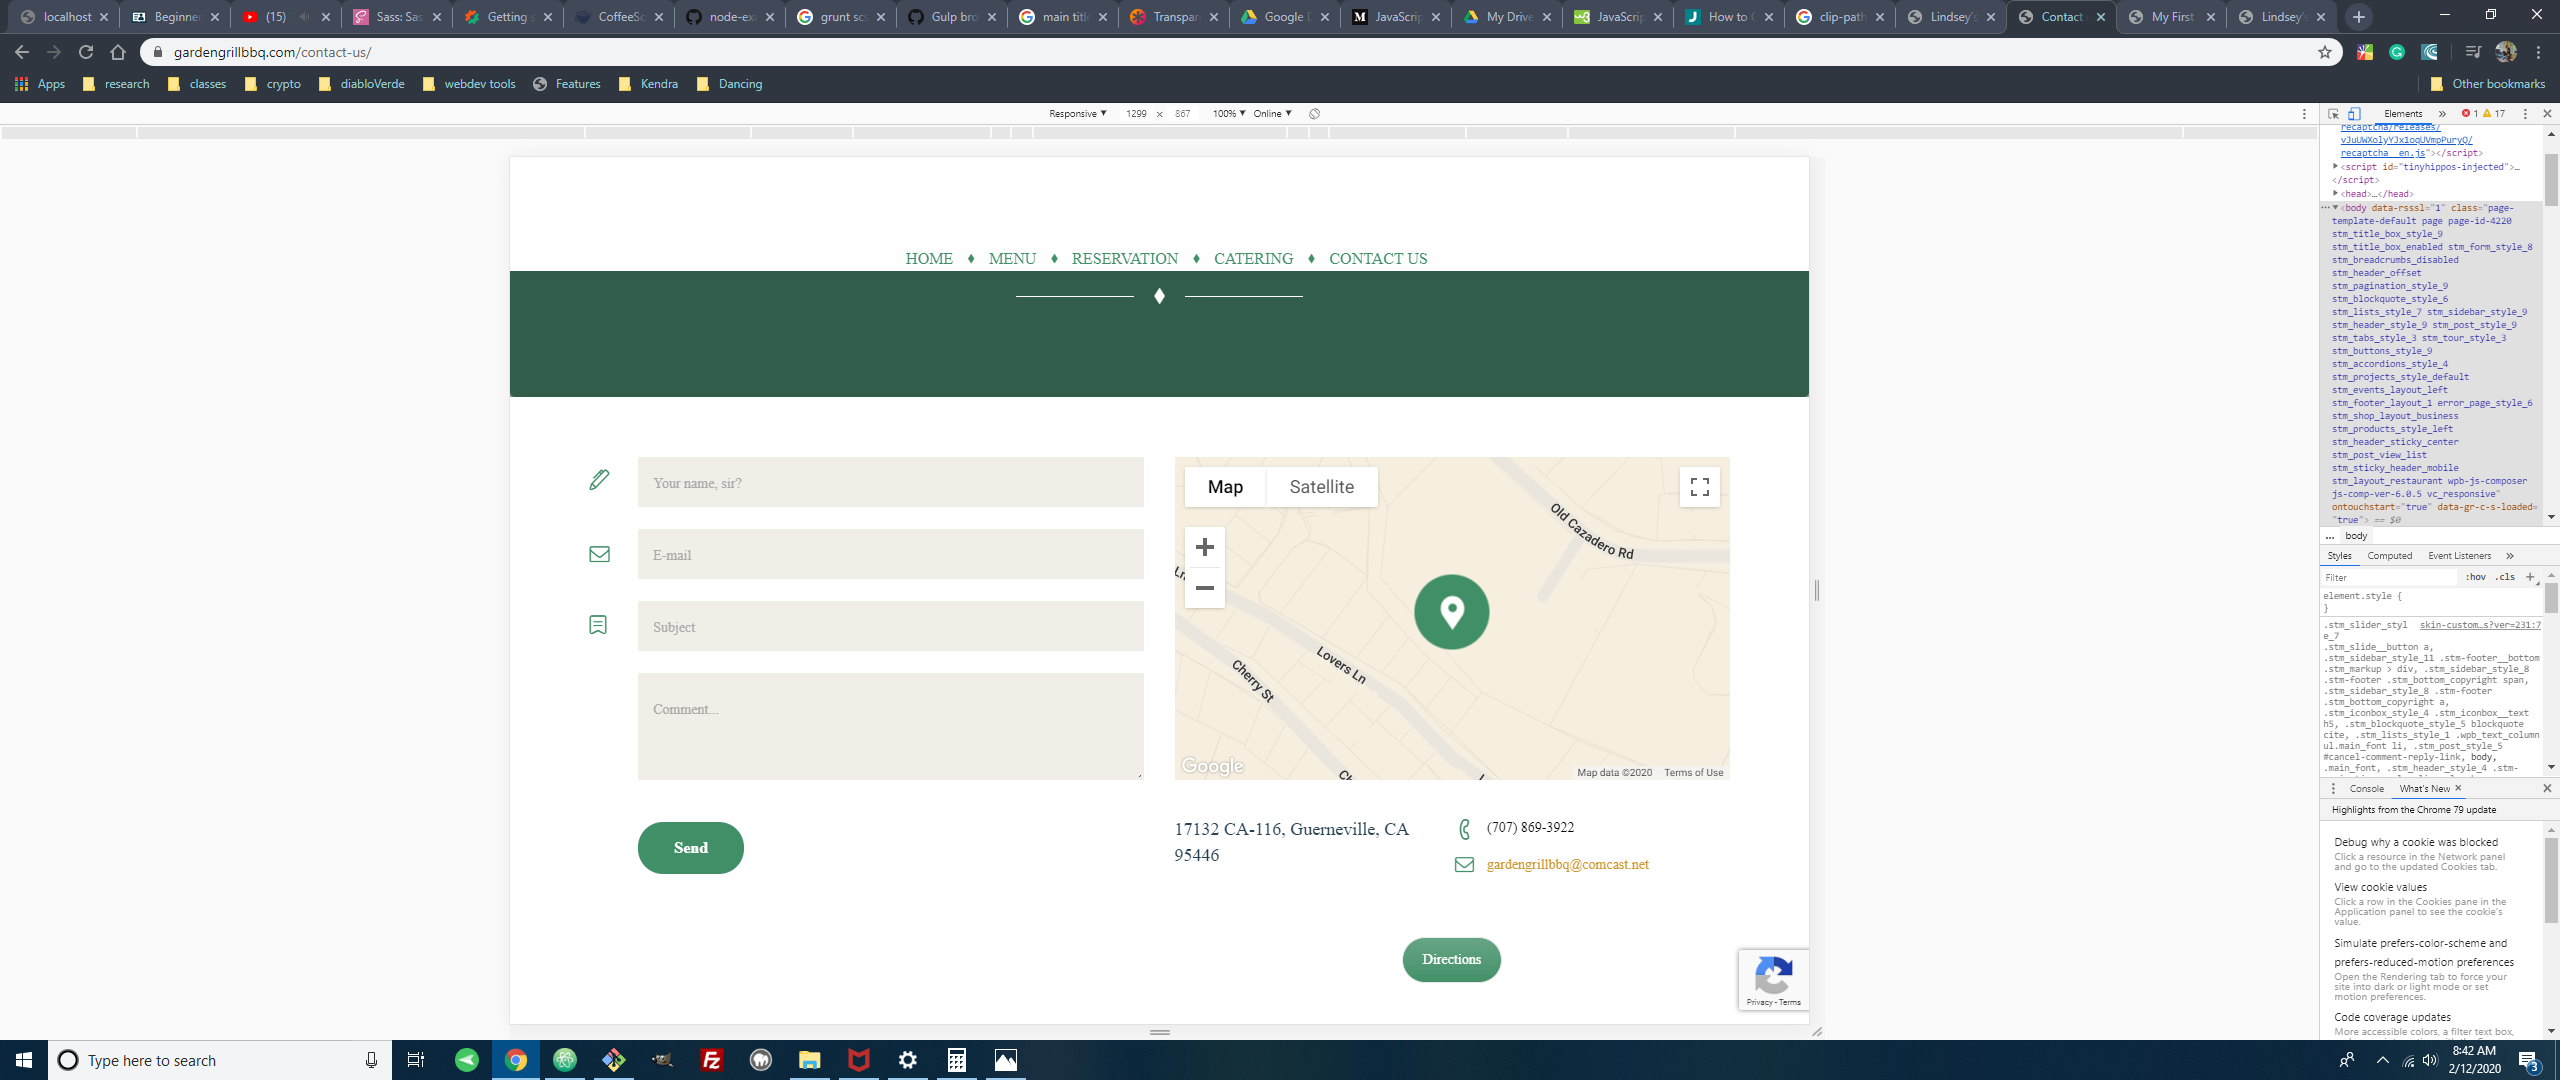 localhost
Beginner
(15)
Sass: Sas
Getting s
CoffeeSc
node-exa
grunt scs
Gulp bro
main title
Transpare
Google D
JavaScrip
My Drive
JavaScrip
How to C
clip-path
Lindsey's
Contact
My First
Lindsey's
gardengrillbbq.com/contact-us/
Apps research classes crypto diabloVerde webdev tools Features Kendra Dancing Other bookmarks
Responsive 1299 x 867 100% Online
HOME MENU RESERVATION CATERING CONTACT US
Your name, sir?
E-mail
Subject
Comment...
Send
Map Satellite
Old Cazadero Rd
Ln
Lovers Ln
Cherry St
Google
Map data ©2020 Terms of Use
17132 CA-116, Guerneville, CA
95446
(707) 869-3922
gardengrillbbq@comcast.net
Directions
Privacy - Terms
Elements 1 17
recaptcha/releases/
vJuUWXolyYJx1oqUVmpPuryQ/
recaptcha__en.js"></script>
<script id="tinyhippos-injected">…
</script>
<head>…</head>
<body data-rsssl="1" class="page-
template-default page page-id-4220
stm_title_box_style_9
stm_title_box_enabled stm_form_style_8
stm_breadcrumbs_disabled
stm_header_offset
stm_pagination_style_9
stm_blockquote_style_6
stm_lists_style_7 stm_sidebar_style_9
stm_header_style_9 stm_post_style_9
stm_tabs_style_3 stm_tour_style_3
stm_buttons_style_9
stm_accordions_style_4
stm_projects_style_default
stm_events_layout_left
stm_footer_layout_1 error_page_style_6
stm_shop_layout_business
stm_products_style_left
stm_header_sticky_center
stm_post_view_list
stm_sticky_header_mobile
stm_layout_restaurant wpb-js-composer
js-comp-ver-6.0.5 vc_responsive"
ontouchstart="true" data-gr-c-s-loaded=
"true"> == $0
... body
Styles Computed Event Listeners
Filter :hov .cls +
element.style {
}
.stm_slider_styl skin-custom…s?ver=231:7
e_7
.stm_slide__button a,
.stm_sidebar_style_11 .stm-footer__bottom
.stm_markup > div, .stm_sidebar_style_8
.stm-footer .stm_bottom_copyright span,
.stm_sidebar_style_8 .stm-footer
.stm_bottom_copyright a,
.stm_iconbox_style_4 .stm_iconbox__text
h5, .stm_blockquote_style_5 blockquote
cite, .stm_lists_style_1 .wpb_text_column
ul.main_font li, .stm_post_style_5
#cancel-comment-reply-link, body,
.main_font, .stm_header_style_4 .stm-
Console What's New
Highlights from the Chrome 79 update
Debug why a cookie was blocked
Click a resource in the Network panel
and go to the updated Cookies tab.
View cookie values
Click a row in the Cookies pane in the
Application panel to see the cookie's
value.
Simulate prefers-color-scheme and
prefers-reduced-motion preferences
Open the Rendering tab to force your
site into dark or light mode or set
motion preferences.
Code coverage updates
More accessible colors, a filter text box,
Type here to search
8:42 AM
2/12/2020
3